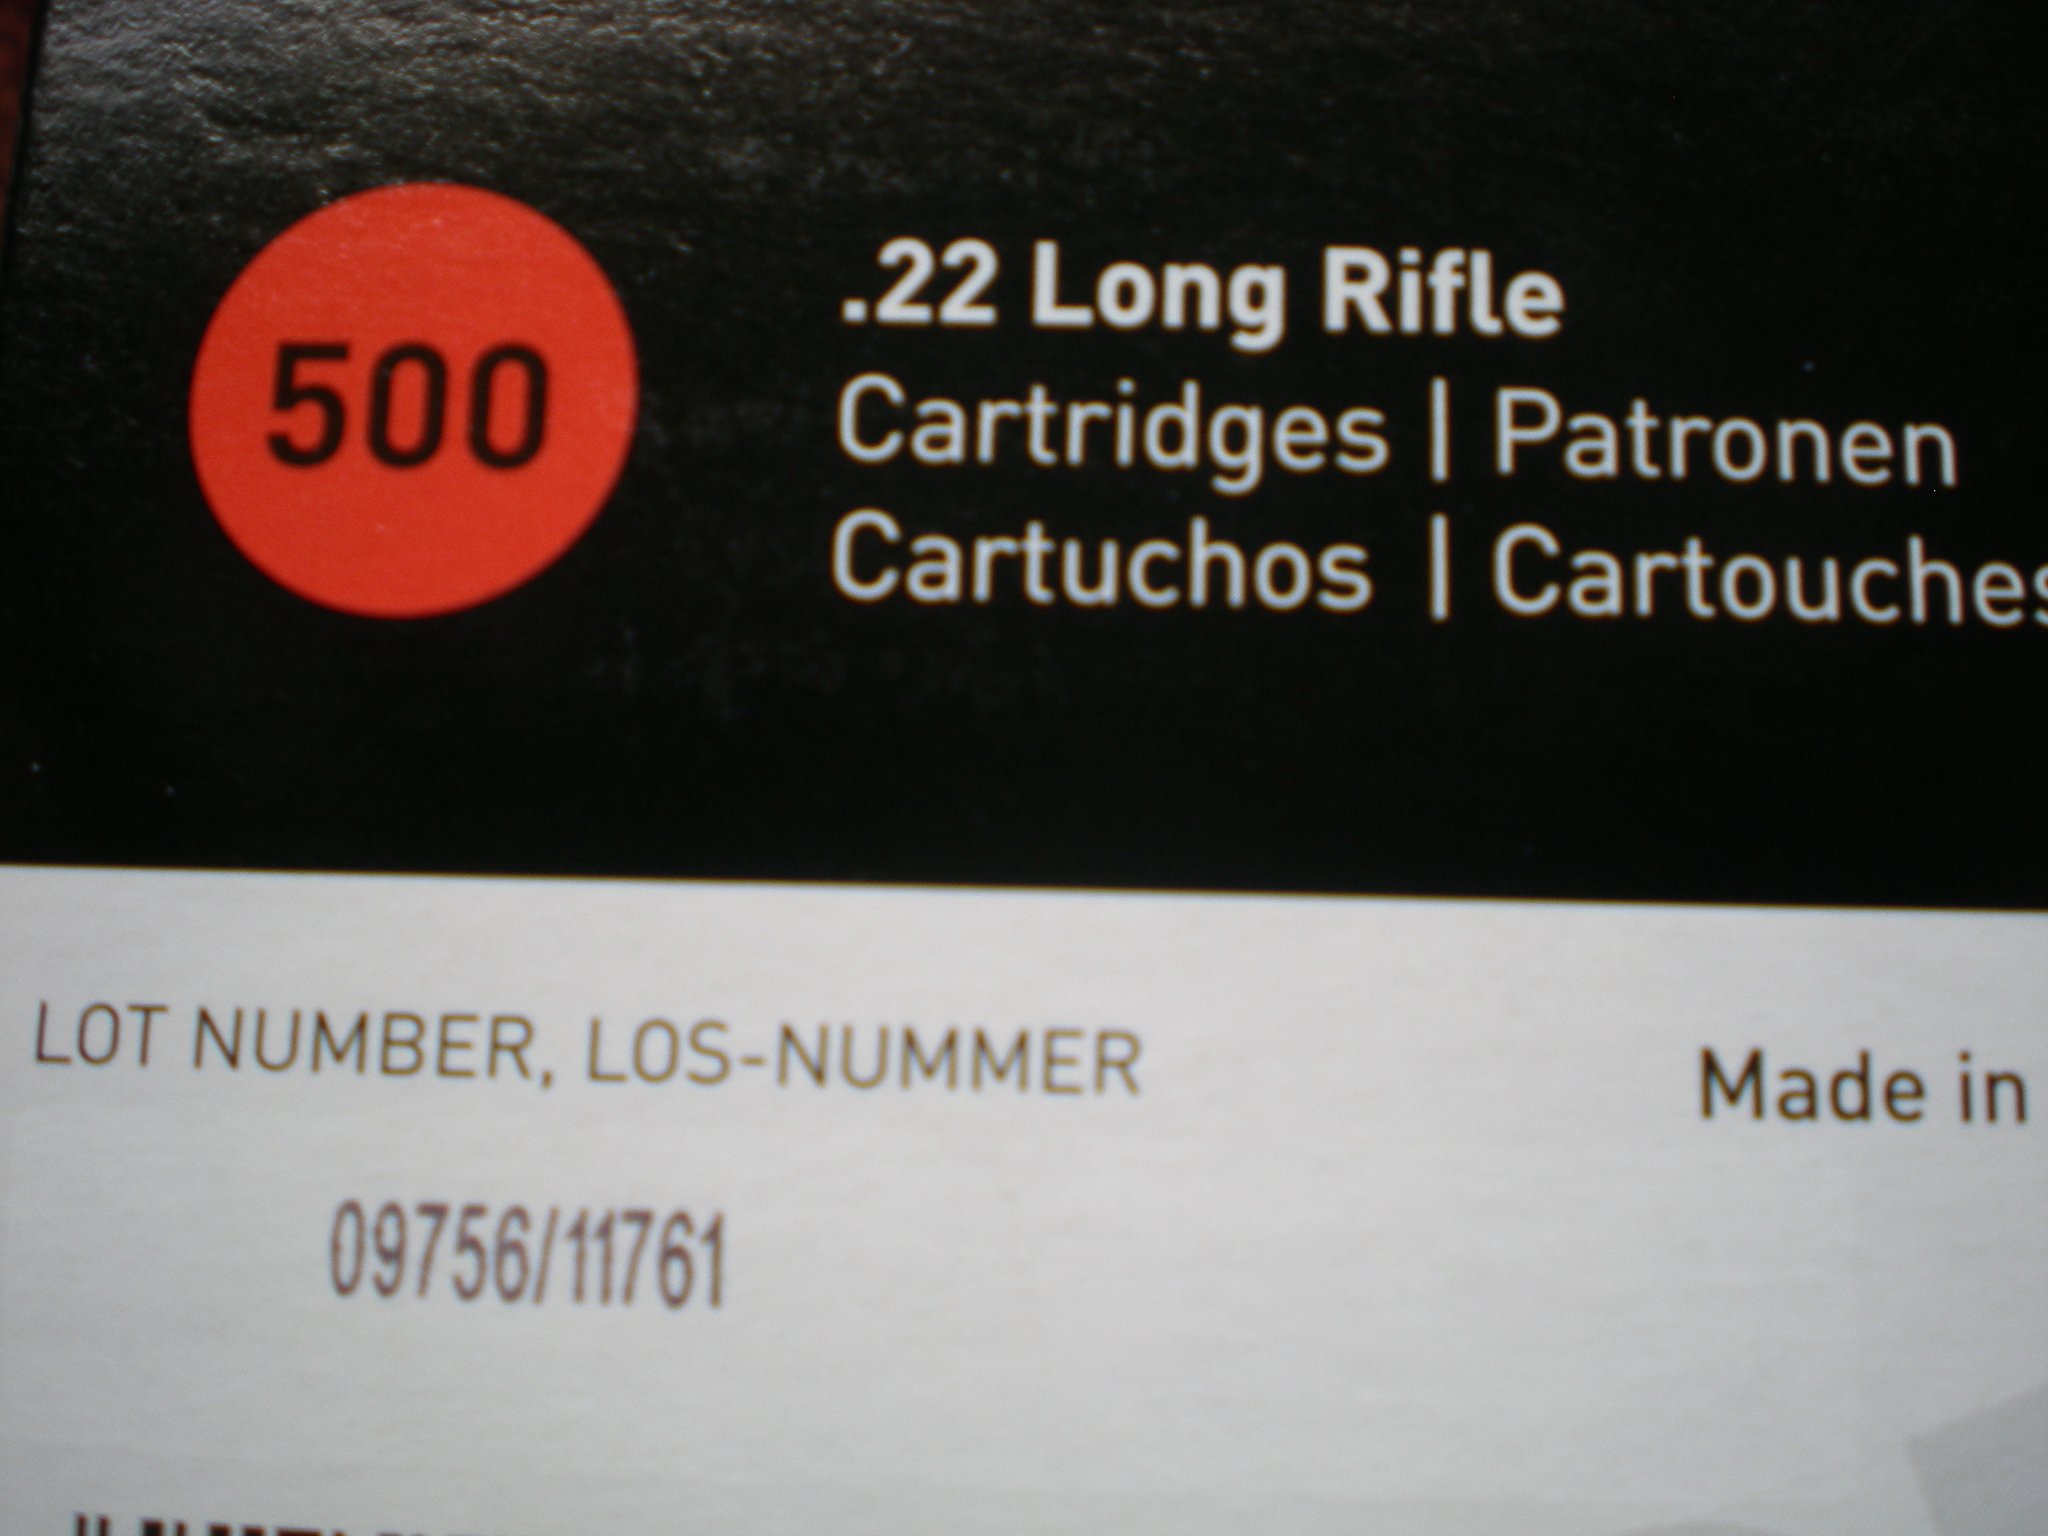 500
.22 Long Rifle
Cartridges | Patronen
Cartuchos | Cartouches
LOT NUMBER, LOS-NUMMER
Made in
09756/11761